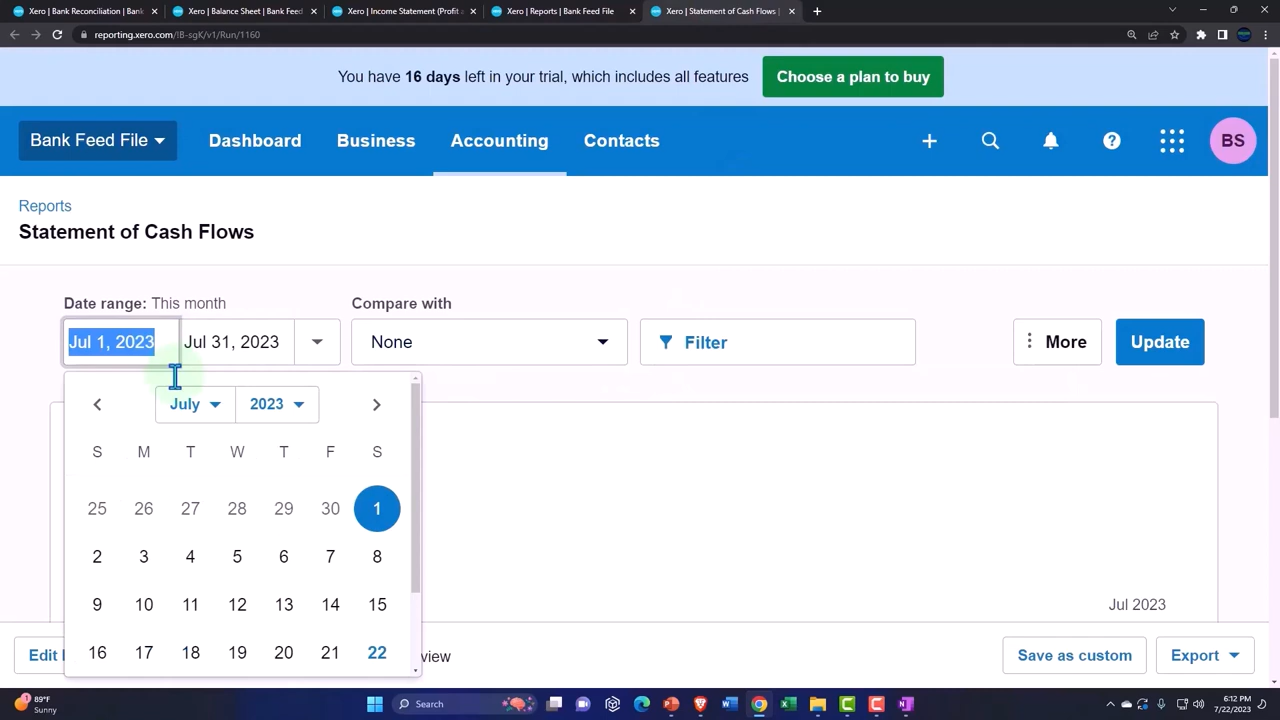 Xero | Bank Reconciliation | Bank
Xero | Balance Sheet | Bank Feed
Xero | Income Statement (Profit a
Xero | Reports | Bank Feed File
Xero | Statement of Cash Flows |
reporting.xero.com/!B-sgK/v1/Run/1160
You have 16 days left in your trial, which includes all features
Choose a plan to buy
Bank Feed File
Dashboard
Business
Accounting
Contacts
BS
Reports
Statement of Cash Flows
Date range: This month
Compare with
Jul 1, 2023
Jul 31, 2023
None
Filter
More
Update
July
2023
S M T W T F S
25 26 27 28 29 30 1
2 3 4 5 6 7 8
9 10 11 12 13 14 15
Jul 2023
16 17 18 19 20 21 22
Edit
view
Save as custom
Export
1
89°F
Sunny
Search
6:12 PM
7/22/2023